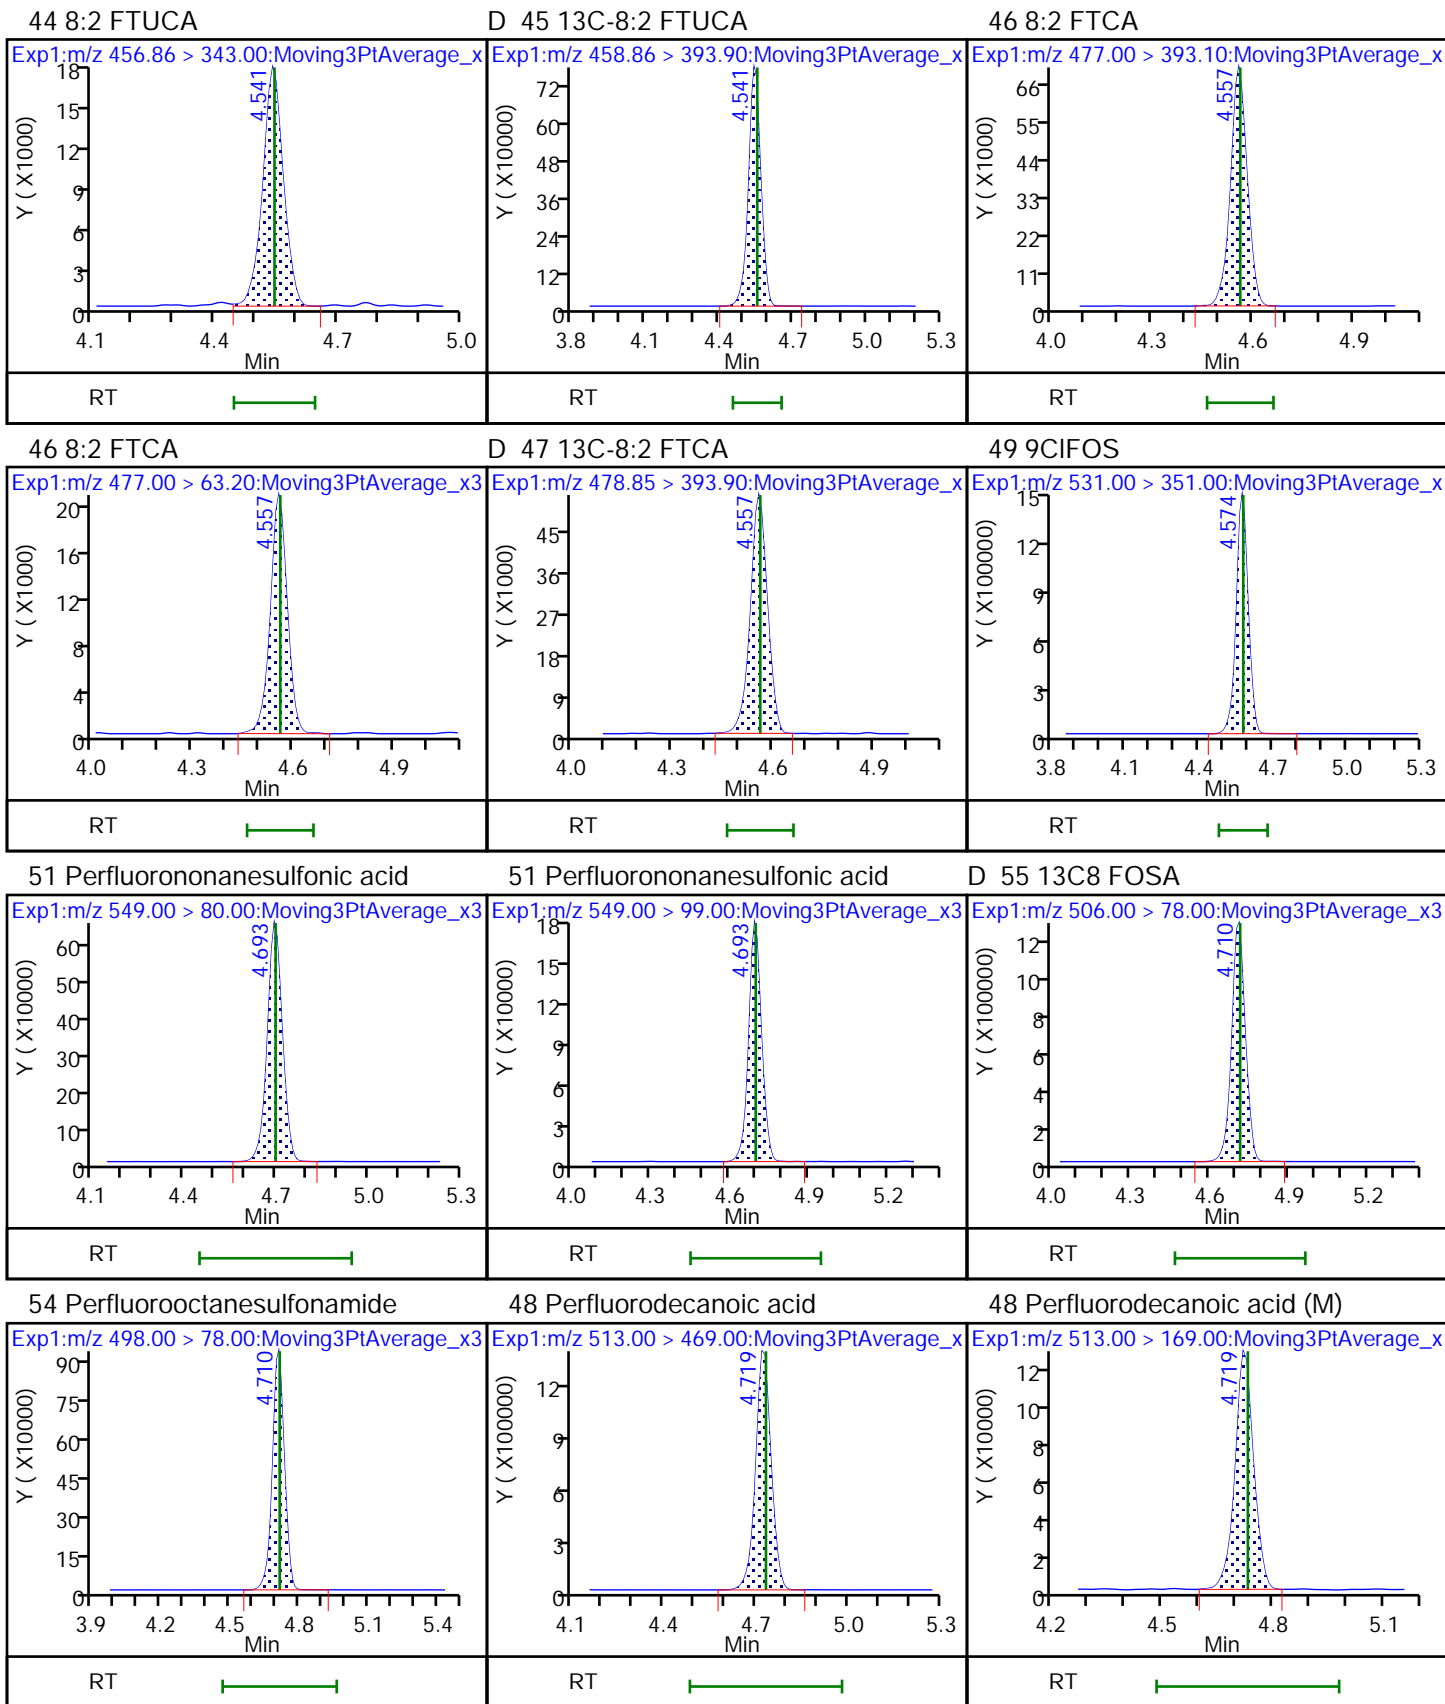 44 8:2 FTUCA
Exp1:m/z 456.86 > 343.00:Moving3PtAverage_x
4.541
Y ( X1000)
18
15
12
9
6
3
0
4.1 4.4 4.7 5.0
Min
RT
D 45 13C-8:2 FTUCA
Exp1:m/z 458.86 > 393.90:Moving3PtAverage_x
4.541
Y ( X10000)
72
60
48
36
24
12
0
3.8 4.1 4.4 4.7 5.0 5.3
Min
RT
46 8:2 FTCA
Exp1:m/z 477.00 > 393.10:Moving3PtAverage_x
4.557
Y ( X1000)
66
55
44
33
22
11
0
4.0 4.3 4.6 4.9
Min
RT
46 8:2 FTCA
Exp1:m/z 477.00 > 63.20:Moving3PtAverage_x3
4.557
Y ( X1000)
20
16
12
8
4
0
4.0 4.3 4.6 4.9
Min
RT
D 47 13C-8:2 FTCA
Exp1:m/z 478.85 > 393.90:Moving3PtAverage_x
4.557
Y ( X10000)
45
36
27
18
9
0
4.0 4.3 4.6 4.9
Min
RT
49 9ClFOS
Exp1:m/z 531.00 > 351.00:Moving3PtAverage_x
4.574
Y ( X100000)
15
12
9
6
3
0
3.8 4.1 4.4 4.7 5.0 5.3
Min
RT
51 Perfluorononanesulfonic acid
Exp1:m/z 549.00 > 80.00:Moving3PtAverage_x3
4.693
Y ( X10000)
60
50
40
30
20
10
0
4.1 4.4 4.7 5.0 5.3
Min
RT
51 Perfluorononanesulfonic acid
Exp1:m/z 549.00 > 99.00:Moving3PtAverage_x3
4.693
Y ( X10000)
18
15
12
9
6
3
0
4.0 4.3 4.6 4.9 5.2
Min
RT
D 55 13C8 FOSA
Exp1:m/z 506.00 > 78.00:Moving3PtAverage_x3
4.710
Y ( X100000)
12
10
8
6
4
2
0
4.0 4.3 4.6 4.9 5.2
Min
RT
54 Perfluorooctanesulfonamide
Exp1:m/z 498.00 > 78.00:Moving3PtAverage_x3
4.710
Y ( X10000)
90
75
60
45
30
15
0
3.9 4.2 4.5 4.8 5.1 5.4
Min
RT
48 Perfluorodecanoic acid
Exp1:m/z 513.00 > 469.00:Moving3PtAverage_x
4.719
Y ( X100000)
12
9
6
3
0
4.1 4.4 4.7 5.0 5.3
Min
RT
48 Perfluorodecanoic acid (M)
Exp1:m/z 513.00 > 169.00:Moving3PtAverage_x
4.719
Y ( X10000)
12
10
8
6
4
2
0
4.2 4.5 4.8 5.1
Min
RT